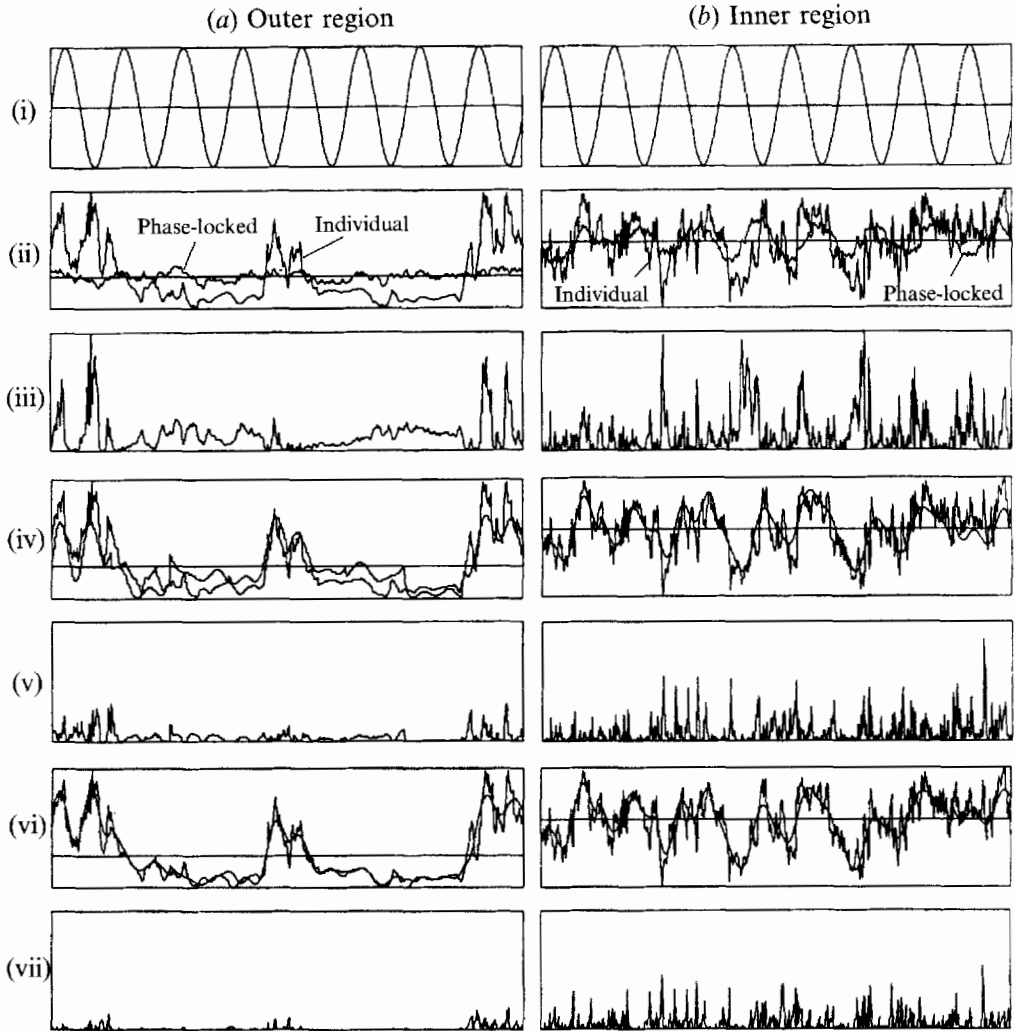 (a) Outer region
(b) Inner region
(i)
(ii)
Phase-locked
Individual
Individual
Phase-locked
(iii)
(iv)
(v)
(vi)
(vii)